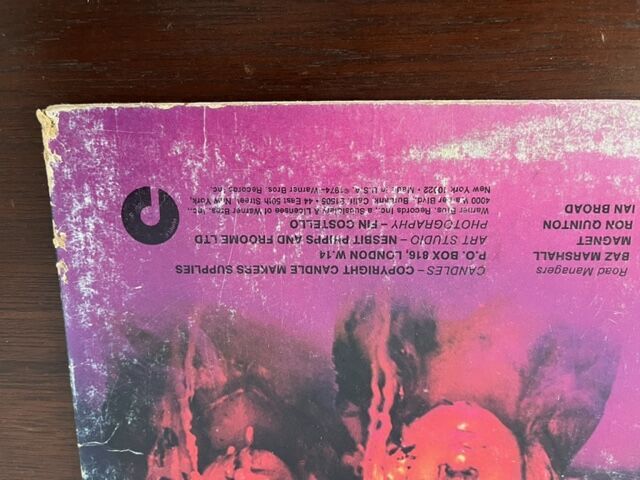 Road Managers
BAZ MARSHALL
MAGNET
RON QUINTON
IAN BROAD
CANDLES – COPYRIGHT CANDLE MAKERS SUPPLIES
P.O. BOX 816, LONDON W.14
ART STUDIO – NESBIT PHIPPS AND FROOME LTD
PHOTOGRAPHY – FIN COSTELLO
Warner Bros. Records Inc., a Subsidiary & Licensee of Warner Bros., Inc.,
4000 Warner Blvd., Burbank, Calif. 91505 • 44 East 50th Street, New York,
New York 10022 • Made in U.S.A. ©1974 Warner Bros Records Inc.